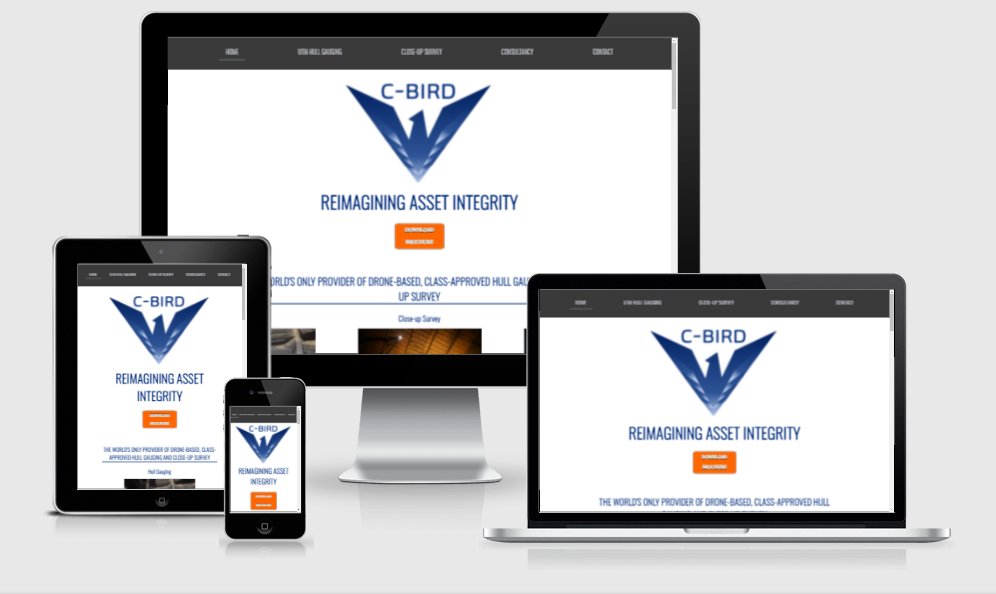 HOME UTM HULL GAUGING CLOSE-UP SURVEY CONSULTANCY CONTACT
C-BIRD
REIMAGINING ASSET INTEGRITY
DOWNLOAD
BROCHURE
ORLD'S ONLY PROVIDER OF DRONE-BASED, CLASS-APPROVED HULL GAU
UP SURVEY
Close-up Survey
HOME UTM HULL GAUGING CLOSE-UP SURVEY CONSULTANCY CONTACT
C-BIRD
REIMAGINING ASSET
INTEGRITY
DOWNLOAD
BROCHURE
THE WORLD'S ONLY PROVIDER OF DRONE-BASED, CLASS-
APPROVED HULL GAUGING AND CLOSE-UP SURVEY
Hull Gauging
C-BIRD
REIMAGINING ASSET
INTEGRITY
HOME UTM HULL GAUGING CLOSE-UP SURVEY CONSULTANCY CONTACT
C-BIRD
REIMAGINING ASSET INTEGRITY
DOWNLOAD
BROCHURE
THE WORLD'S ONLY PROVIDER OF DRONE-BASED, CLASS-APPROVED HULL